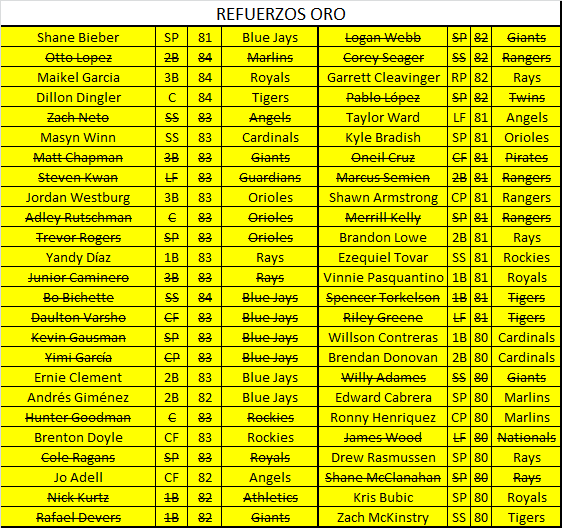 REFUERZOS ORO
Shane Bieber SP 81 Blue Jays Logan Webb SP 82 Giants
Otto Lopez 2B 84 Marlins Corey Seager SS 82 Rangers
Maikel Garcia 3B 84 Royals Garrett Cleavinger RP 82 Rays
Dillon Dingler C 84 Tigers Pablo López SP 82 Twins
Zach Neto SS 83 Angels Taylor Ward LF 81 Angels
Masyn Winn SS 83 Cardinals Kyle Bradish SP 81 Orioles
Matt Chapman 3B 83 Giants Oneil Cruz CF 81 Pirates
Steven Kwan LF 83 Guardians Marcus Semien 2B 81 Rangers
Jordan Westburg 3B 83 Orioles Shawn Armstrong CP 81 Rangers
Adley Rutschman C 83 Orioles Merrill Kelly SP 81 Rangers
Trevor Rogers SP 83 Orioles Brandon Lowe 2B 81 Rays
Yandy Díaz 1B 83 Rays Ezequiel Tovar SS 81 Rockies
Junior Caminero 3B 83 Rays Vinnie Pasquantino 1B 81 Royals
Bo Bichette SS 84 Blue Jays Spencer Torkelson 1B 81 Tigers
Daulton Varsho CF 83 Blue Jays Riley Greene LF 81 Tigers
Kevin Gausman SP 83 Blue Jays Willson Contreras 1B 80 Cardinals
Yimi García CP 83 Blue Jays Brendan Donovan 2B 80 Cardinals
Ernie Clement 2B 83 Blue Jays Willy Adames SS 80 Giants
Andrés Giménez 2B 82 Blue Jays Edward Cabrera SP 80 Marlins
Hunter Goodman C 83 Rockies Ronny Henriquez CP 80 Marlins
Brenton Doyle CF 83 Rockies James Wood LF 80 Nationals
Cole Ragans SP 83 Royals Drew Rasmussen SP 80 Rays
Jo Adell CF 82 Angels Shane McClanahan SP 80 Rays
Nick Kurtz 1B 82 Athletics Kris Bubic SP 80 Royals
Rafael Devers 1B 82 Giants Zach McKinstry SS 80 Tigers